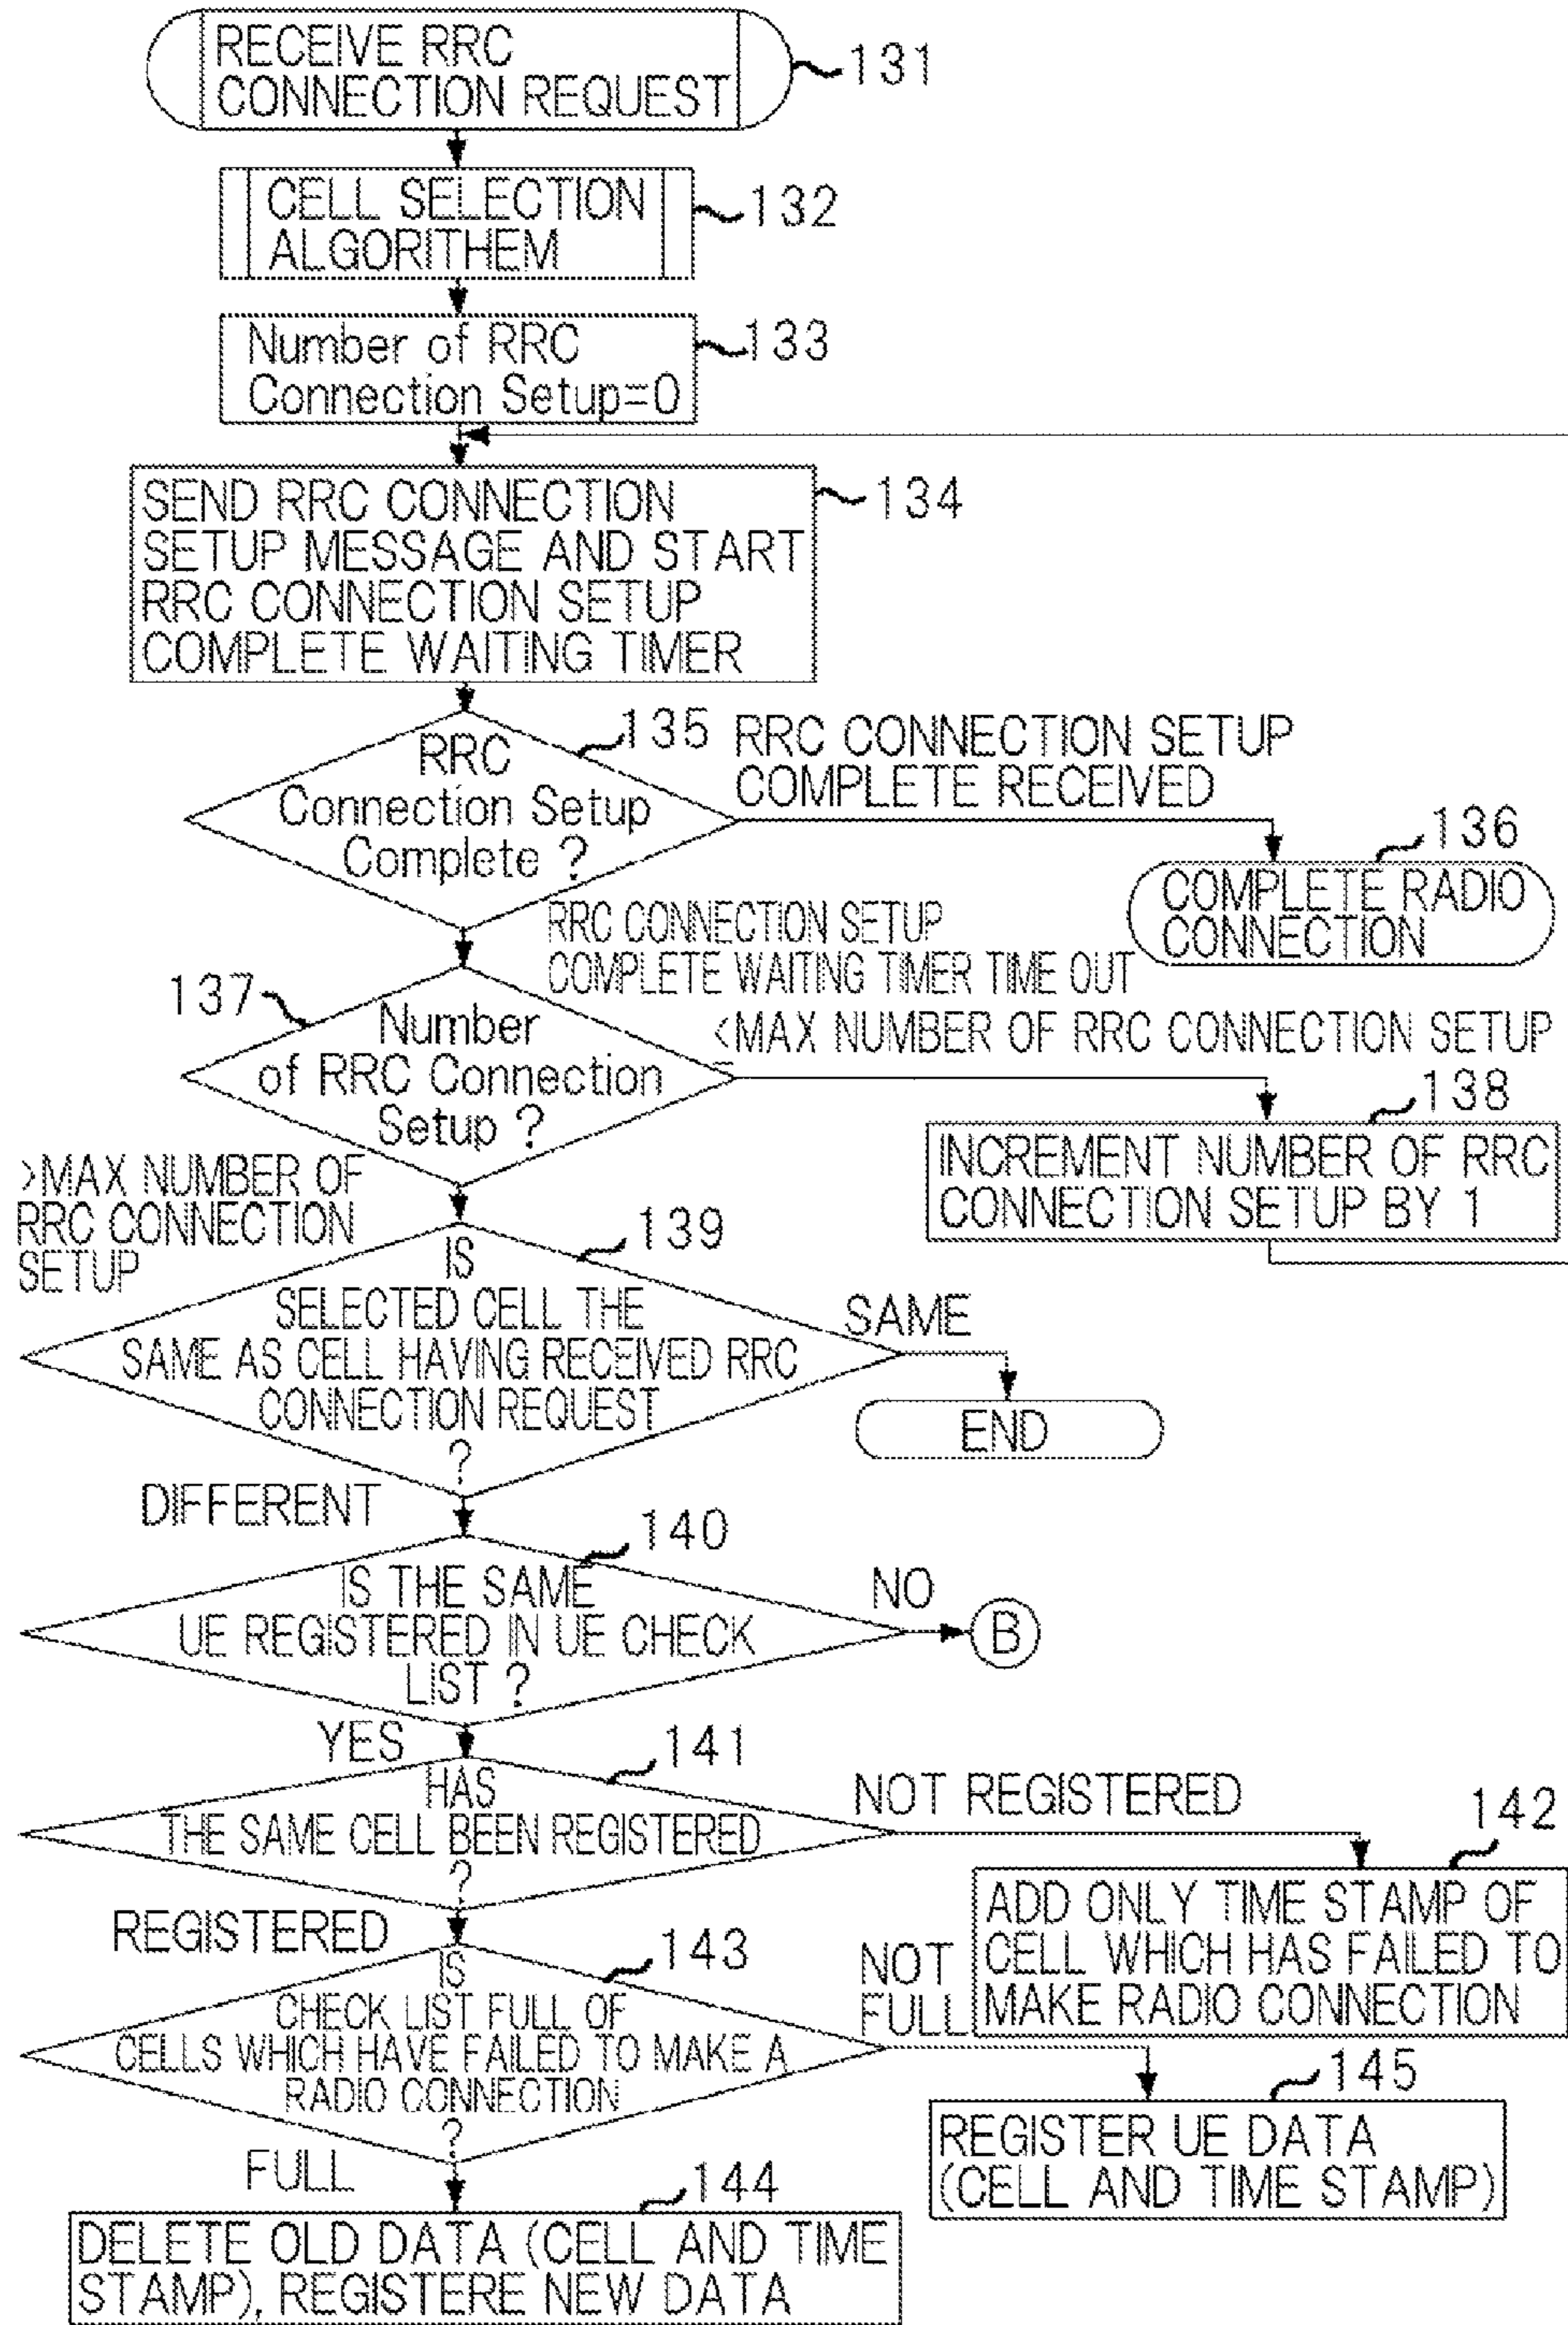 RECEIVE RRC
CONNECTION REQUEST
131
CELL SELECTION
ALGORITHEM
132
Number of RRC
Connection Setup=0
133
SEND RRC CONNECTION
SETUP MESSAGE AND START
RRC CONNECTION SETUP
COMPLETE WAITING TIMER
134
RRC
Connection Setup
Complete ?
135
RRC CONNECTION SETUP
COMPLETE RECEIVED
136
COMPLETE RADIO
CONNECTION
RRC CONNECTION SETUP
COMPLETE WAITING TIMER TIME OUT
137
Number
of RRC Connection
Setup ?
≤MAX NUMBER OF RRC CONNECTION SETUP
138
INCREMENT NUMBER OF RRC
CONNECTION SETUP BY 1
>MAX NUMBER OF
RRC CONNECTION
SETUP
139
IS
SELECTED CELL THE
SAME AS CELL HAVING RECEIVED RRC
CONNECTION REQUEST
?
SAME
END
DIFFERENT
140
IS THE SAME
UE REGISTERED IN UE CHECK
LIST ?
NO
B
YES
141
HAS
THE SAME CELL BEEN REGISTERED
?
NOT REGISTERED
142
ADD ONLY TIME STAMP OF
CELL WHICH HAS FAILED TO
MAKE RADIO CONNECTION
REGISTERED
143
IS
CHECK LIST FULL OF
CELLS WHICH HAVE FAILED TO MAKE A
RADIO CONNECTION
?
NOT
FULL
145
REGISTER UE DATA
(CELL AND TIME STAMP)
FULL
144
DELETE OLD DATA (CELL AND TIME
STAMP), REGISTERE NEW DATA